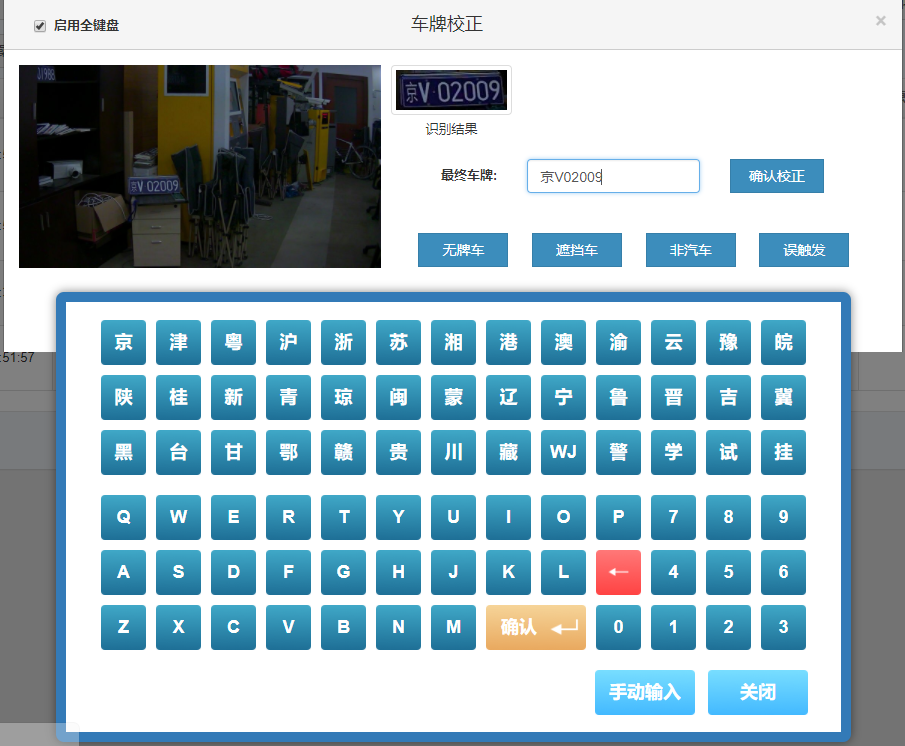 启用全键盘
车牌校正
×
31988
京V 02009
京V·02009
识别结果
最终车牌: 京V02009 确认校正
无牌车 遮挡车 非汽车 误触发
:51:57
京 津 粤 沪 浙 苏 湘 港 澳 渝 云 豫 皖
陕 桂 新 青 琼 闽 蒙 辽 宁 鲁 晋 吉 冀
黑 台 甘 鄂 赣 贵 川 藏 WJ 警 学 试 挂
Q W E R T Y U I O P 7 8 9
A S D F G H J K L ← 4 5 6
Z X C V B N M 确认 0 1 2 3
手动输入 关闭